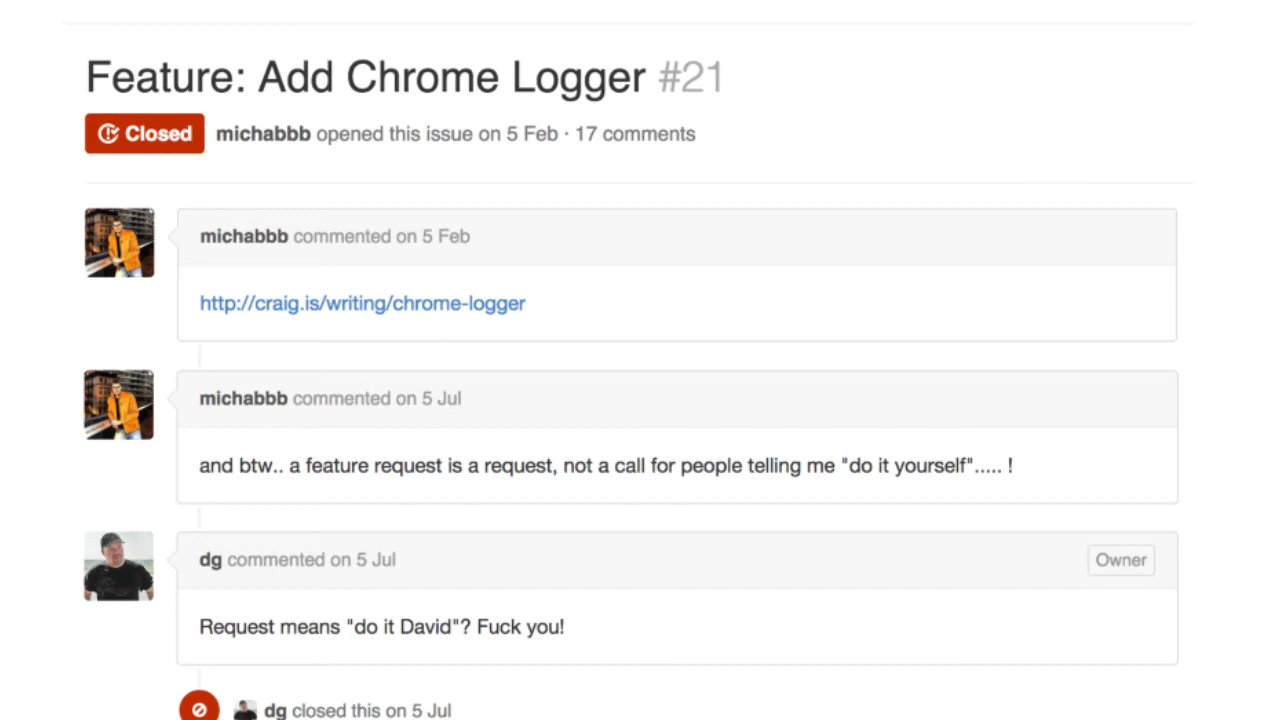 Feature: Add Chrome Logger #21
Closed michabbb opened this issue on 5 Feb · 17 comments
michabbb commented on 5 Feb
http://craig.is/writing/chrome-logger
michabbb commented on 5 Jul
and btw.. a feature request is a request, not a call for people telling me "do it yourself"..... !
dg commented on 5 Jul Owner
Request means "do it David"? Fuck you!
dg closed this on 5 Jul